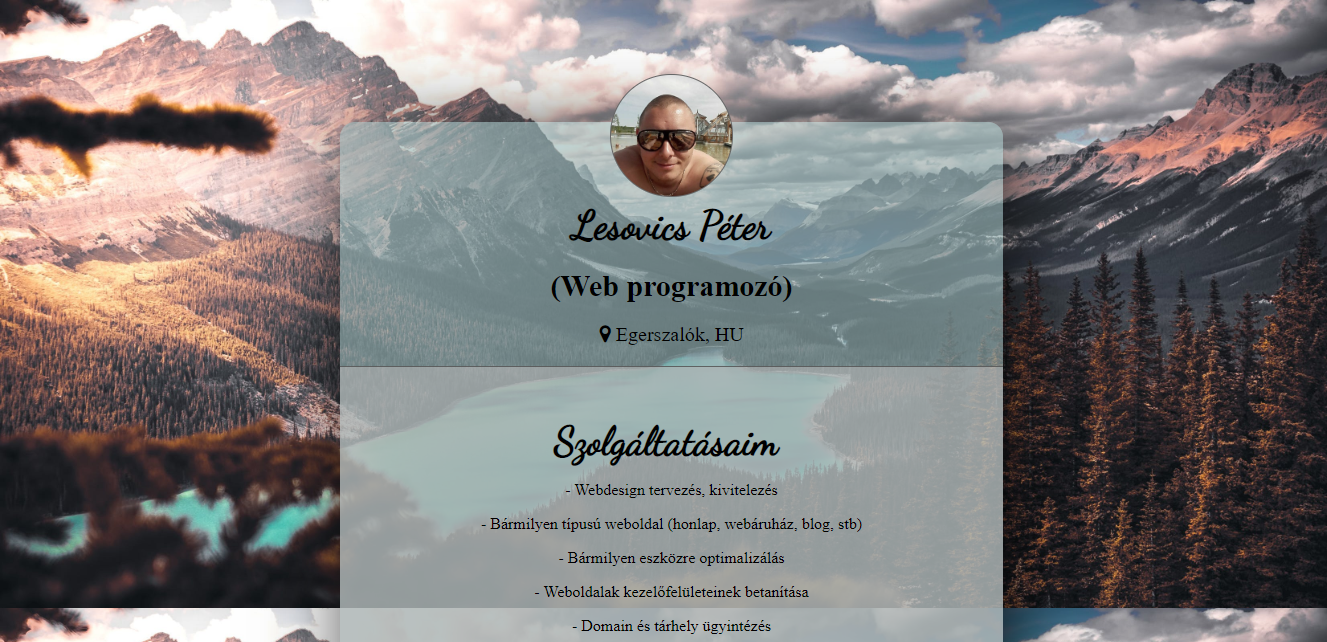 Lesovics Péter
(Web programozó)
Egerszalók, HU
Szolgáltatásaim
- Webdesign tervezés, kivitelezés
- Bármilyen típusú weboldal (honlap, webáruház, blog, stb)
- Bármilyen eszközre optimalizálás
- Weboldalak kezelőfelületeinek betanítása
- Domain és tárhely ügyintézés